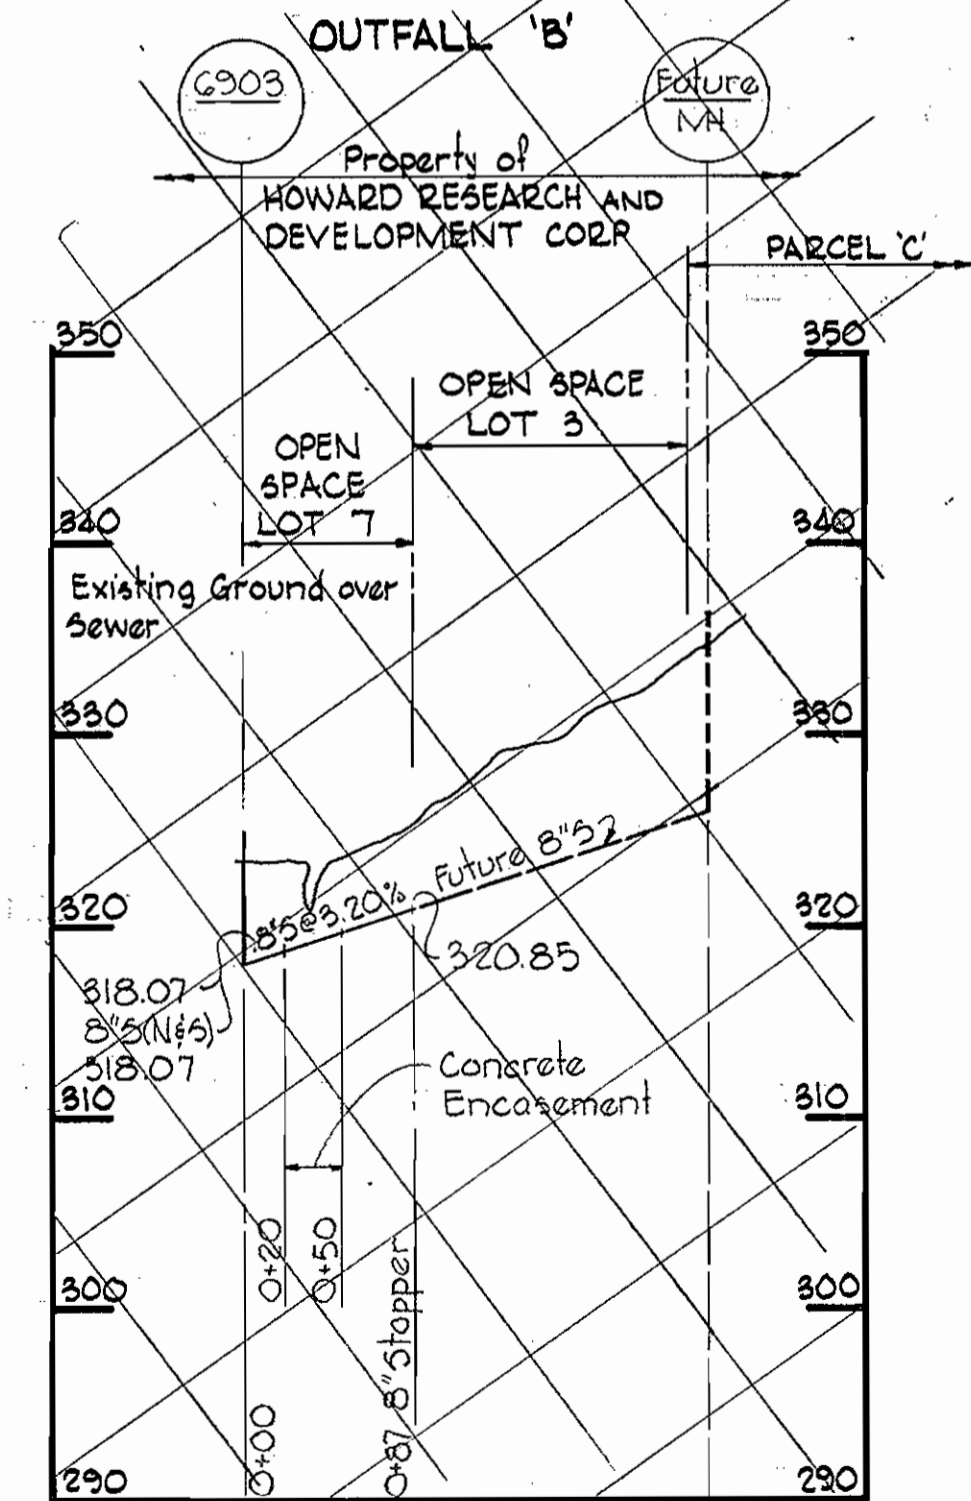 OUTFALL 'B'
6903
Future
MH
Property of
HOWARD RESEARCH AND
DEVELOPMENT CORP
PARCEL 'C'
350
350
OPEN SPACE
LOT 3
OPEN
SPACE
LOT 7
340
340
Existing Ground over
Sewer
330
330
8"S@3.20%
Future 8"S
320
320
320.85
318.07
8"S(N&S)
318.07
Concrete
Encasement
310
310
0+20
0+50
300
300
0+00
0+87 8"Stopper
290
290